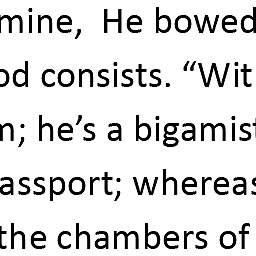 mine,  He bowed
od consists. “Wit
m; he’s a bigamist
assport; whereas
the chambers of